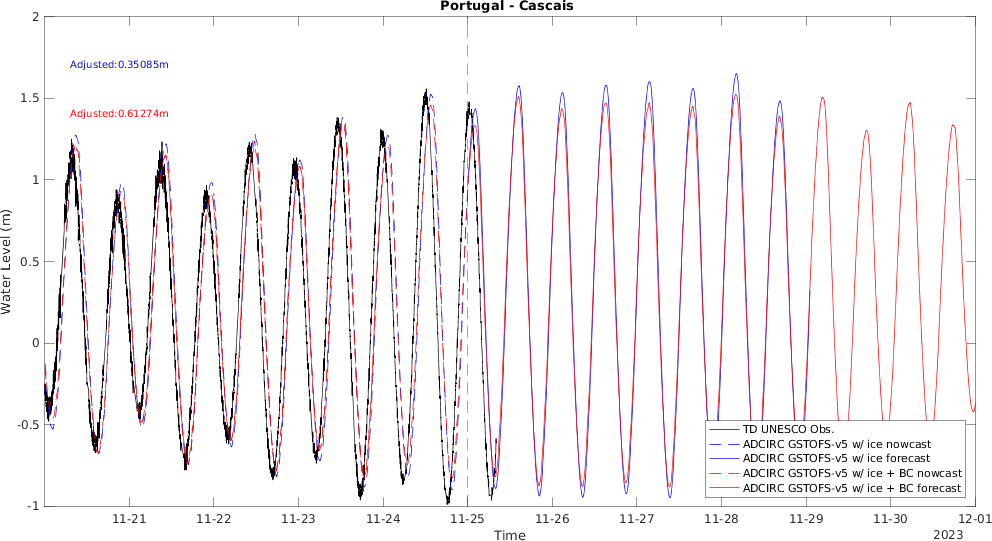 Portugal - Cascais
Adjusted:0.35085m
Adjusted:0.61274m
Water Level (m)
2
1.5
1
0.5
0
-0.5
-1
TD UNESCO Obs.
ADCIRC GSTOFS-v5 w/ ice nowcast
ADCIRC GSTOFS-v5 w/ ice forecast
ADCIRC GSTOFS-v5 w/ ice + BC nowcast
ADCIRC GSTOFS-v5 w/ ice + BC forecast
11-21 11-22 11-23 11-24 11-25 11-26 11-27 11-28 11-29 11-30 12-01
Time
2023